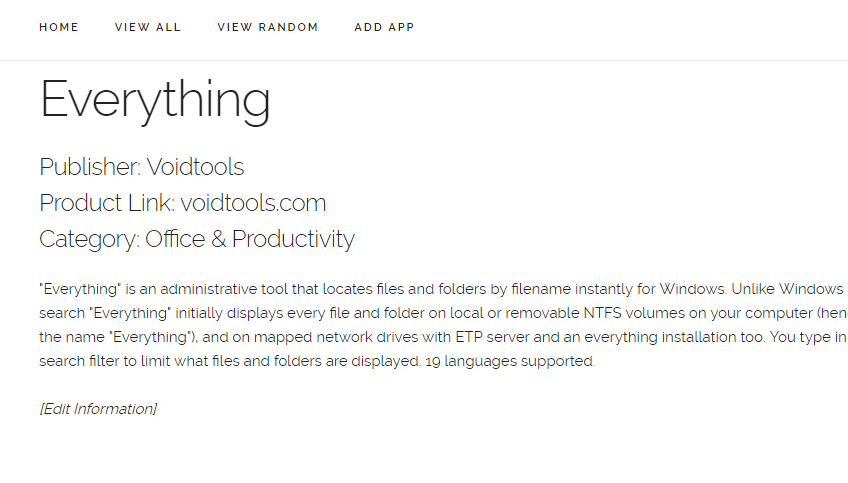 HOME VIEW ALL VIEW RANDOM ADD APP
Everything
Publisher: Voidtools
Product Link: voidtools.com
Category: Office & Productivity
"Everything" is an administrative tool that locates files and folders by filename instantly for Windows. Unlike Windows
search "Everything" initially displays every file and folder on local or removable NTFS volumes on your computer (hen
the name "Everything"), and on mapped network drives with ETP server and an everything installation too. You type in
search filter to limit what files and folders are displayed. 19 languages supported.
[Edit Information]